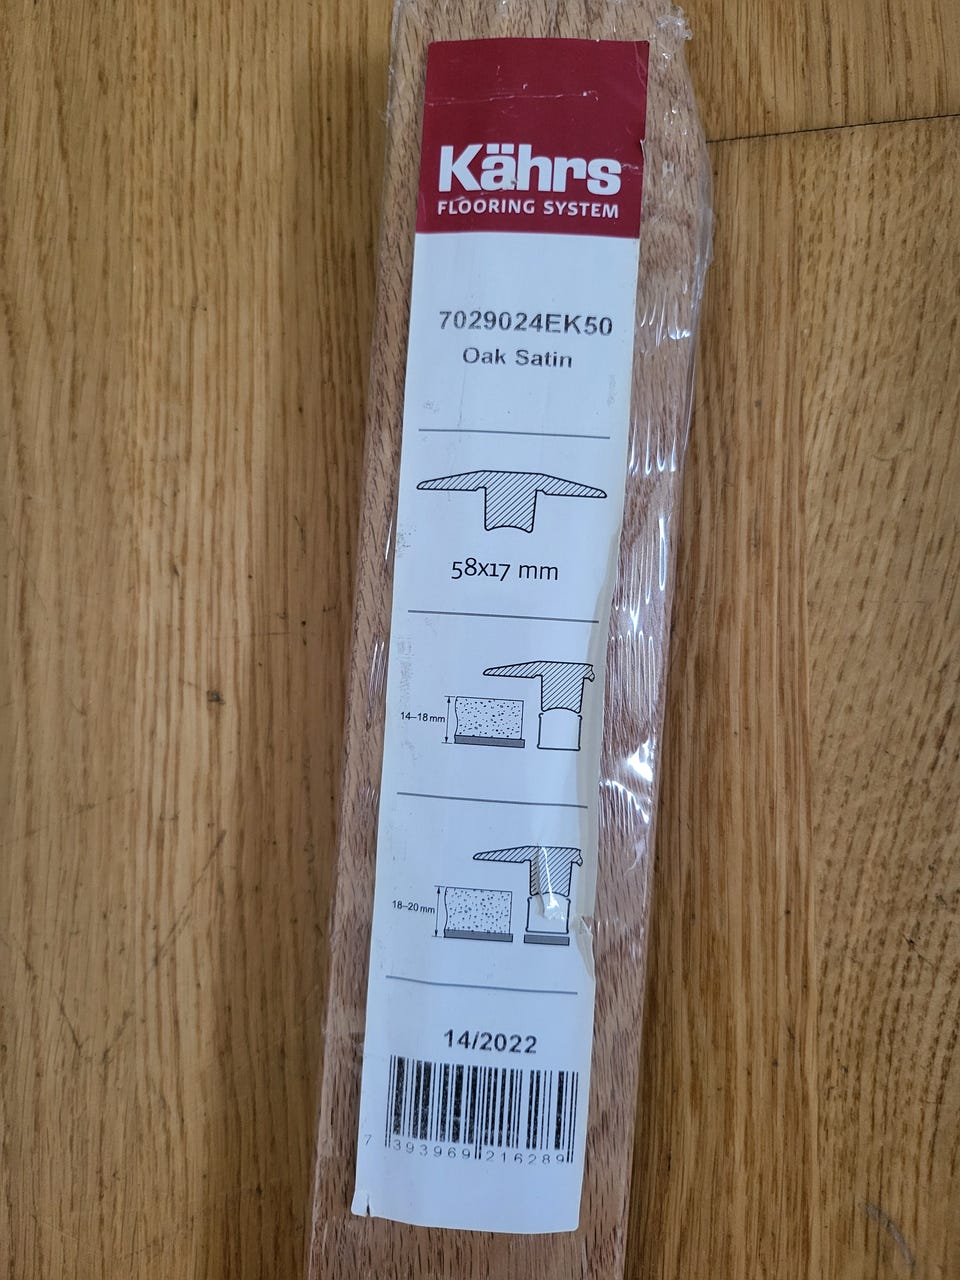 Kährs
FLOORING SYSTEM
7029024EK50
Oak Satin
58x17 mm
14–18 mm
18–20 mm
14/2022
7 393969 216289